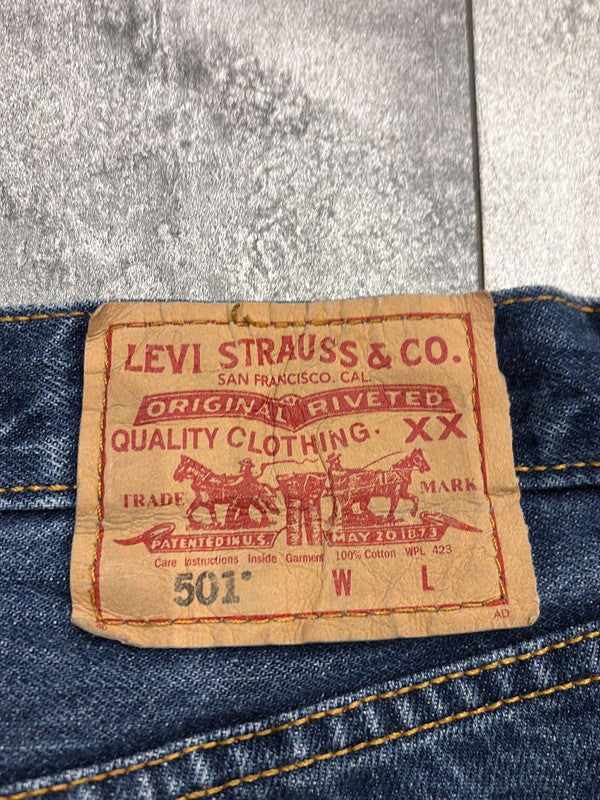 LEVI STRAUSS & CO.
SAN FRANCISCO. CAL.
ORIGINAL RIVETED
QUALITY CLOTHING. XX
TRADE MARK
PATENTED IN U.S. MAY 20 1873
Care Instructions Inside Garment 100% Cotton WPL 423
501 W L
AD